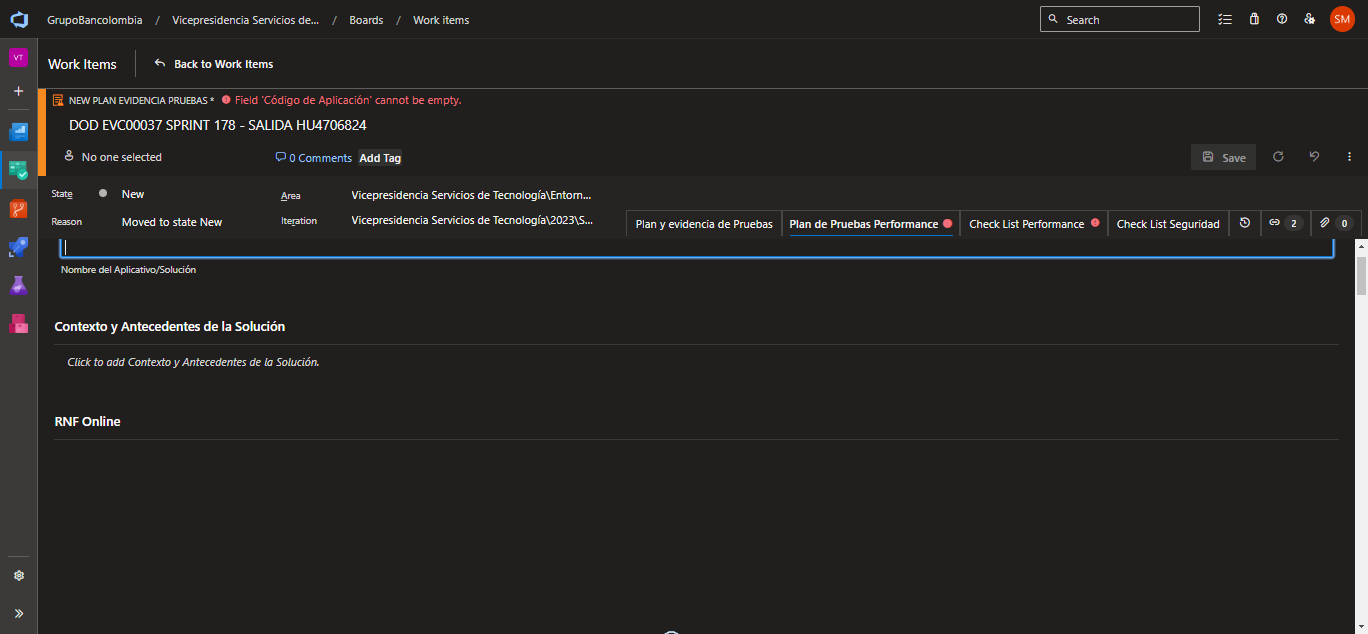 GrupoBancolombia / Vicepresidencia Servicios de... / Boards / Work items
Search
SM
VT
Work Items
Back to Work Items
NEW PLAN EVIDENCIA PRUEBAS * Field 'Código de Aplicación' cannot be empty.
DOD EVC00037 SPRINT 178 - SALIDA HU4706824
No one selected
0 Comments
Add Tag
Save
State New
Area Vicepresidencia Servicios de Tecnología\Entorn...
Reason Moved to state New
Iteration Vicepresidencia Servicios de Tecnología\2023\S...
Plan y evidencia de Pruebas
Plan de Pruebas Performance
Check List Performance
Check List Seguridad
2
0
Nombre del Aplicativo/Solución
Contexto y Antecedentes de la Solución
Click to add Contexto y Antecedentes de la Solución.
RNF Online